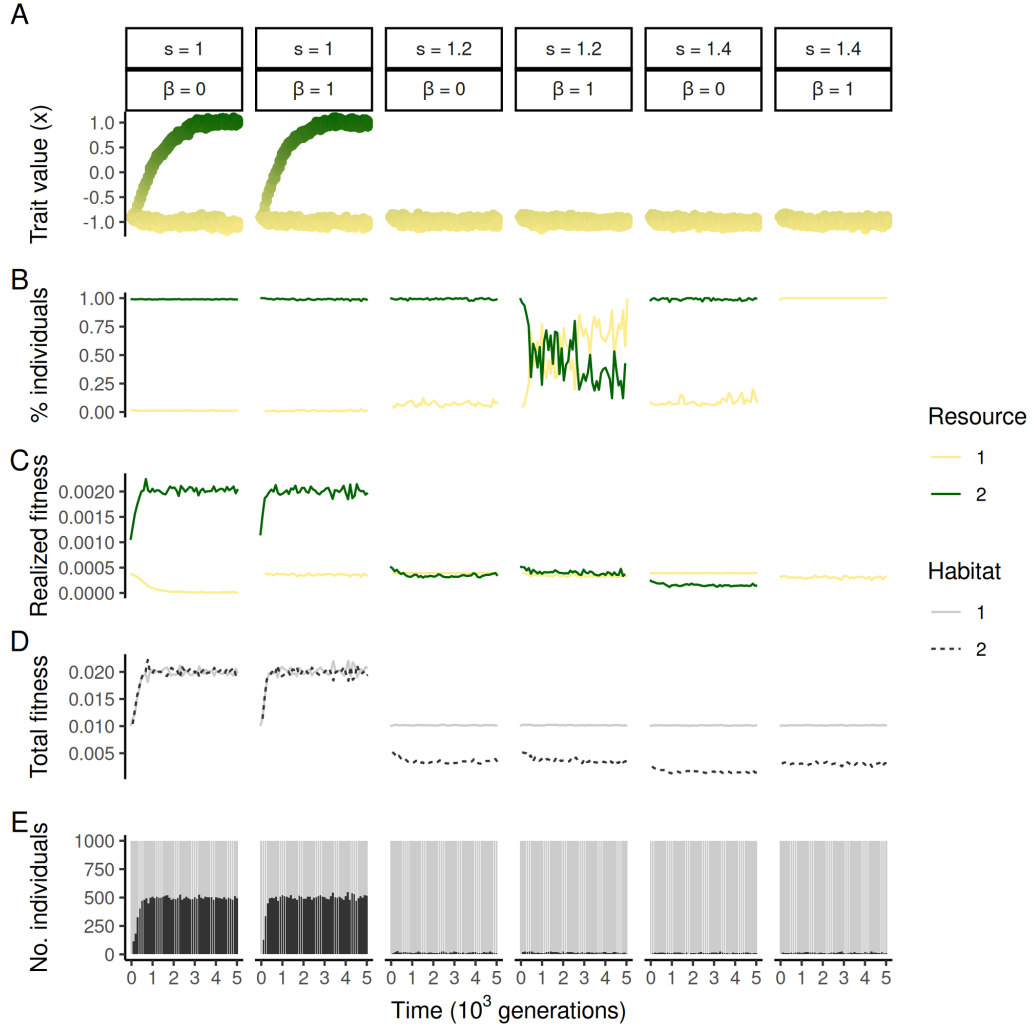 A
s = 1 s = 1 s = 1.2 s = 1.2 s = 1.4 s = 1.4
β = 0 β = 1 β = 0 β = 1 β = 0 β = 1
Trait value (x)
1.0
0.5
0.0
-0.5
-1.0
B
% individuals
1.00
0.75
0.50
0.25
0.00
C
Realized fitness
0.0020
0.0015
0.0010
0.0005
0.0000
D
Total fitness
0.020
0.015
0.010
0.005
E
No. individuals
1000
750
500
250
0
0 1 2 3 4 5 0 1 2 3 4 5 0 1 2 3 4 5 0 1 2 3 4 5 0 1 2 3 4 5 0 1 2 3 4 5
Time (10³ generations)
Resource
1
2
Habitat
1
2